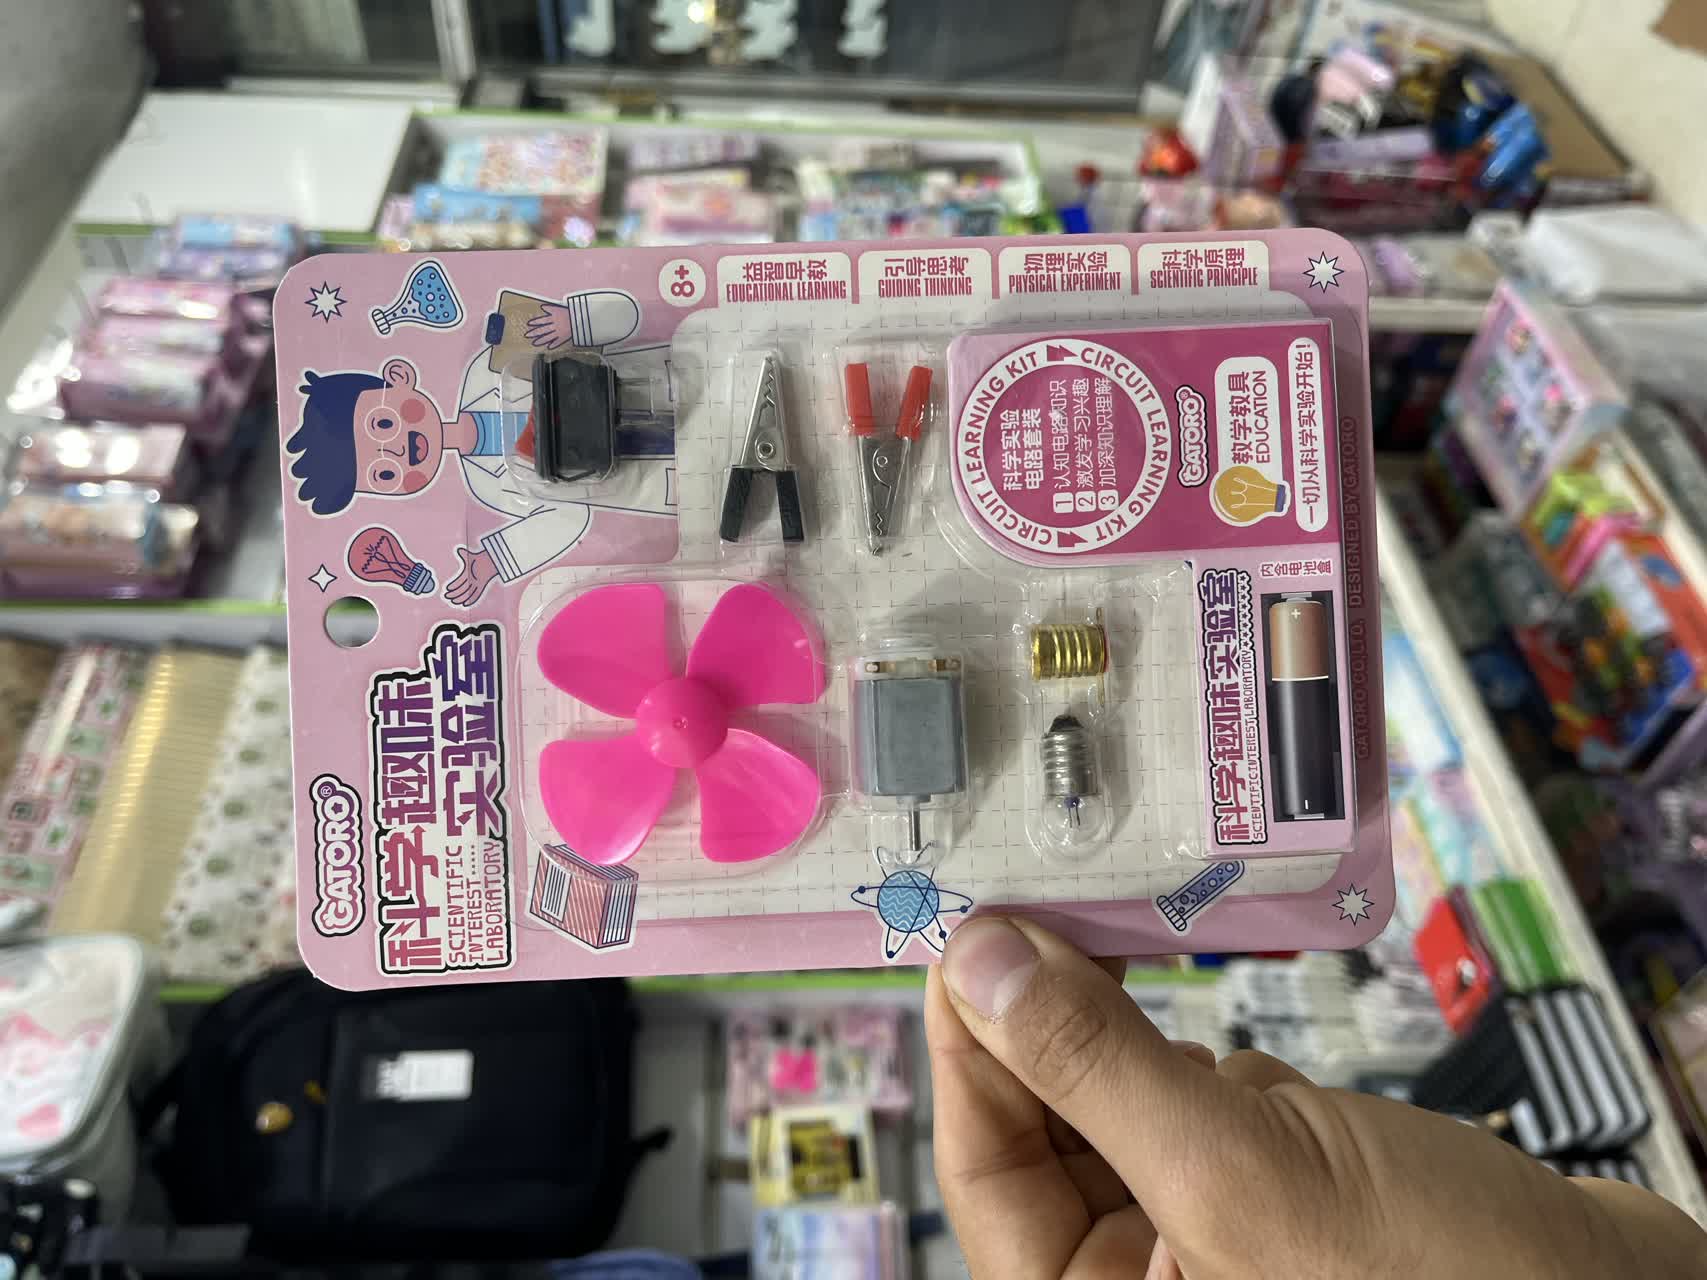 8+
益智早教
EDUCATIONAL LEARNING
引导思考
GUIDING THINKING
物理实验
PHYSICAL EXPERIMENT
科学原理
SCIENTIFIC PRINCIPLE
GATORO®
科学趣味
实验室
SCIENTIFIC
INTEREST.....
LABORATORY
CIRCUIT LEARNING KIT
CIRCUIT LEARNING KIT
科学实验
电路套装
1 认知电路知识
2 激发学习兴趣
3 加深知识理解
GATORO®
教学教具
EDUCATION
一切从科学实验开始!
内含电池盒
科学趣味实验室
SCIENTIFIC INTEREST LABORATORY
+
-
GATORO CO.,LTD. DESIGNED BY GATORO